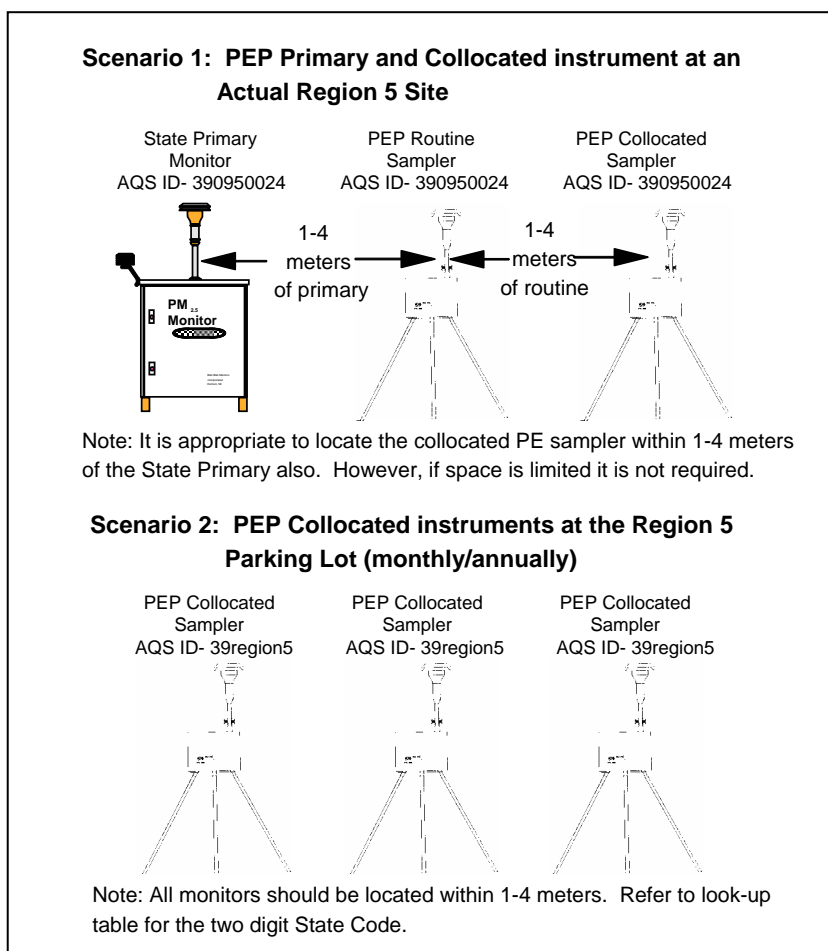 Scenario 1: PEP Primary and Collocated instrument at an
Actual Region 5 Site
State Primary
Monitor
AQS ID- 390950024
PEP Routine
Sampler
AQS ID- 390950024
PEP Collocated
Sampler
AQS ID- 390950024
1-4
meters
of primary
1-4
meters
of routine
PM 2.5
Monitor
Note: It is appropriate to locate the collocated PE sampler within 1-4 meters
of the State Primary also. However, if space is limited it is not required.
Scenario 2: PEP Collocated instruments at the Region 5
Parking Lot (monthly/annually)
PEP Collocated
Sampler
AQS ID- 39region5
PEP Collocated
Sampler
AQS ID- 39region5
PEP Collocated
Sampler
AQS ID- 39region5
Note: All monitors should be located within 1-4 meters. Refer to look-up
table for the two digit State Code.